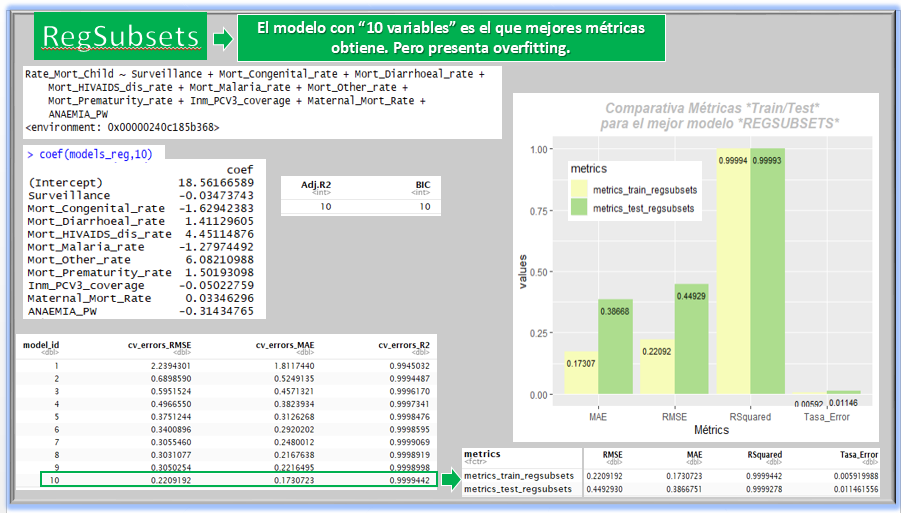 RegSubsets
El modelo con “10 variables” es el que mejores métricas
obtiene. Pero presenta overfitting.
Rate_Mort_Child ~ Surveillance + Mort_Congenital_rate + Mort_Diarrhoeal_rate +
Mort_HIVAIDS_dis_rate + Mort_Malaria_rate + Mort_Other_rate +
Mort_Prematurity_rate + Inm_PCV3_coverage + Maternal_Mort_Rate +
ANAEMIA_PW
<environment: 0x00000240c185b368>
> coef(models_reg,10)
coef
(Intercept) 18.56166589
Surveillance -0.03473743
Mort_Congenital_rate -1.62942383
Mort_Diarrhoeal_rate 1.41129605
Mort_HIVAIDS_dis_rate 4.45114876
Mort_Malaria_rate -1.27974492
Mort_Other_rate 6.08210988
Mort_Prematurity_rate 1.50193098
Inm_PCV3_coverage -0.05022759
Maternal_Mort_Rate 0.03346296
ANAEMIA_PW -0.31434765
Adj.R2 BIC
<int> <int>
10 10
model_id cv_errors_RMSE cv_errors_MAE cv_errors_R2
<dbl> <dbl> <dbl> <dbl>
1 2.2394301 1.8117440 0.9945032
2 0.6898590 0.5249135 0.9994487
3 0.5951524 0.4571321 0.9996170
4 0.4966550 0.3823934 0.9997341
5 0.3751244 0.3126268 0.9998476
6 0.3400896 0.2920202 0.9998595
7 0.3055460 0.2480012 0.9999069
8 0.3031077 0.2167638 0.9998919
9 0.3050254 0.2216495 0.9998998
10 0.2209192 0.1730723 0.9999442
Comparativa Métricas *Train/Test*
para el mejor modelo *REGSUBSETS*
metrics
metrics_train_regsubsets
metrics_test_regsubsets
values
1.00
0.75
0.50
0.25
0.00
0.17307
0.38668
0.22092
0.44929
0.99994
0.99993
0.00592
0.01146
MAE RMSE RSquared Tasa_Error
Métrics
metrics RMSE MAE RSquared Tasa_Error
<fctr> <dbl> <dbl> <dbl> <dbl>
metrics_train_regsubsets 0.2209192 0.1730723 0.9999442 0.005919988
metrics_test_regsubsets 0.4492930 0.3866751 0.9999278 0.011461556